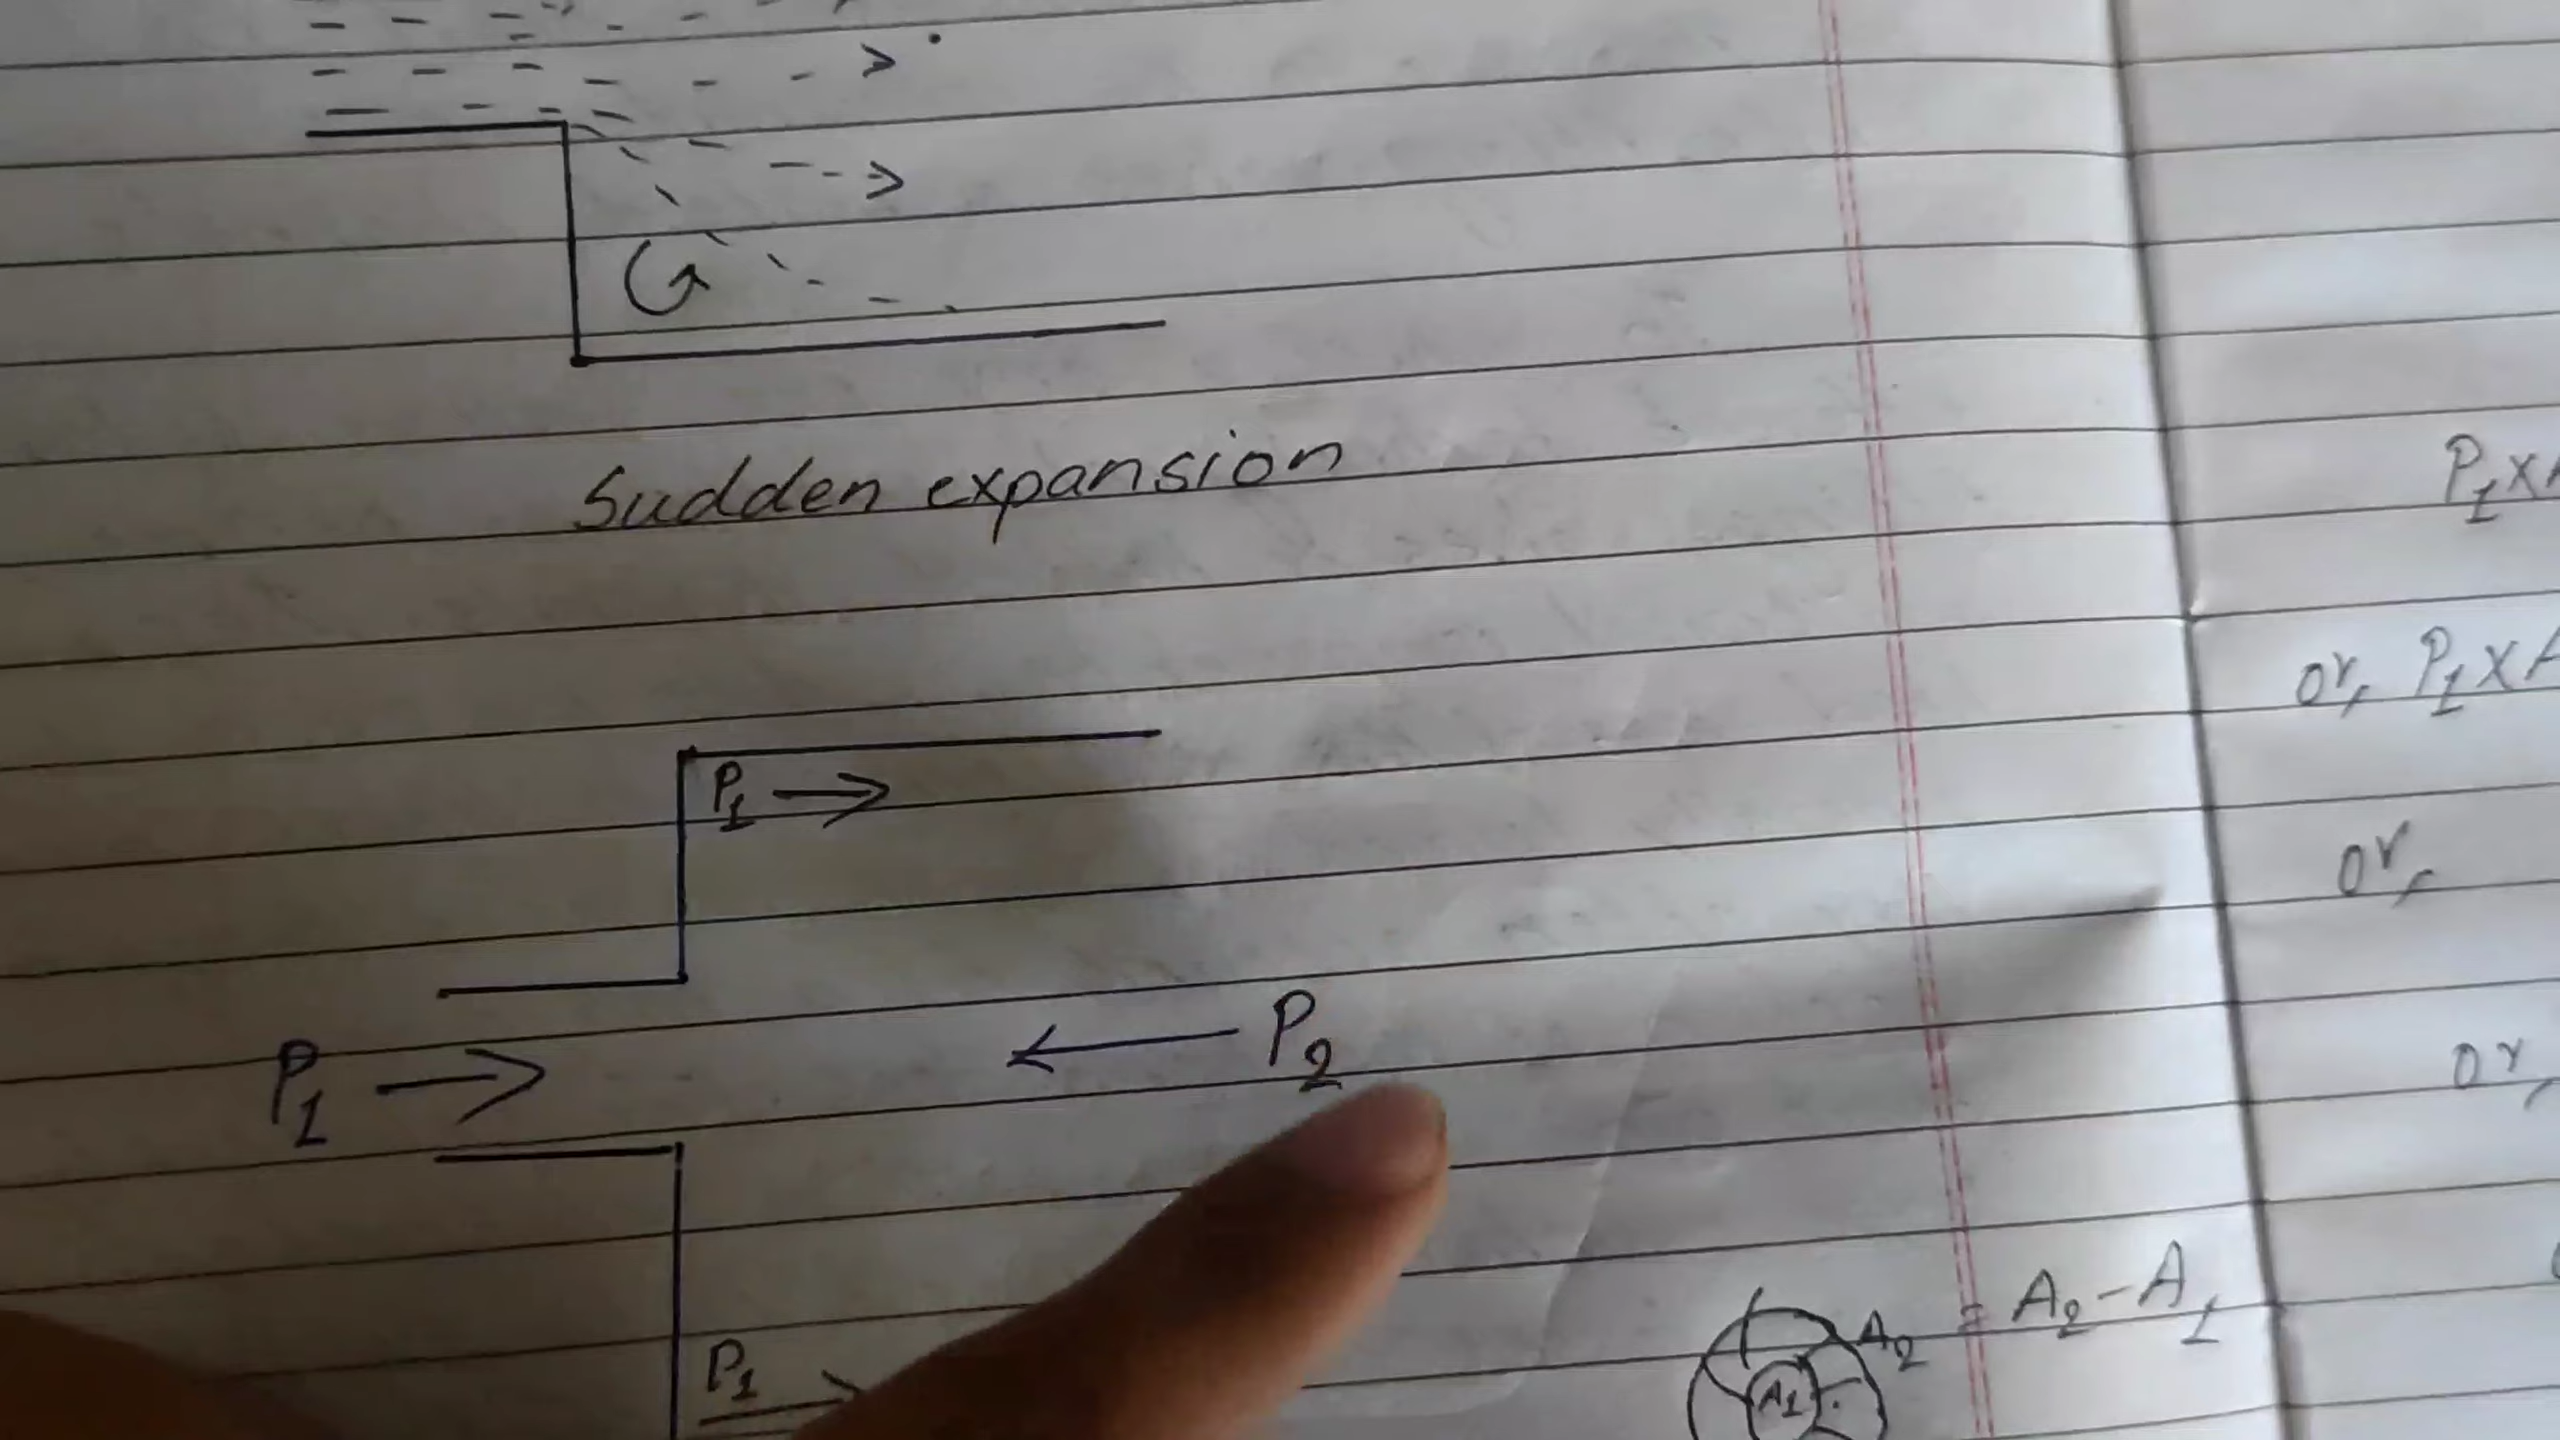 Sudden expansion
P₁
P₁ P₂
P₁
A₁ A₂ = A₂ - A₁
P₁ x
or, P₁ x A
or,
or,